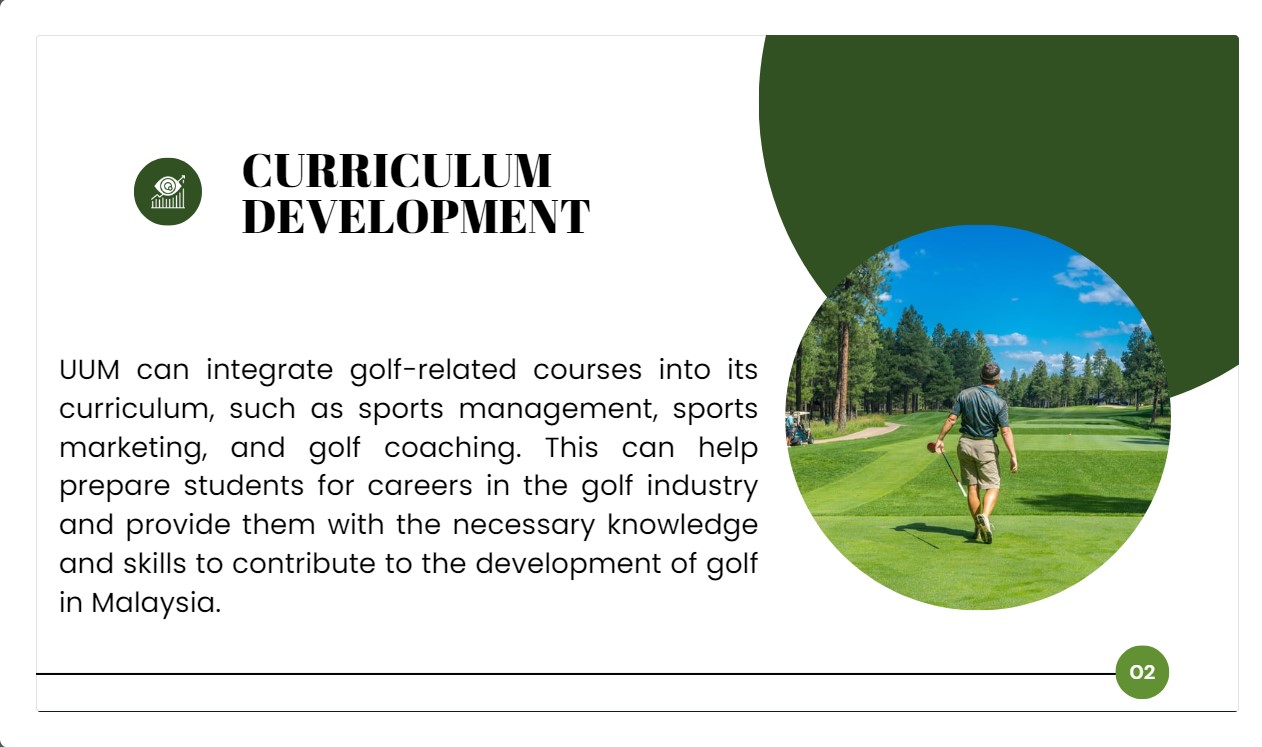 CURRICULUM
DEVELOPMENT
UUM can integrate golf-related courses into its
curriculum, such as sports management, sports
marketing, and golf coaching. This can help
prepare students for careers in the golf industry
and provide them with the necessary knowledge
and skills to contribute to the development of golf
in Malaysia.
02